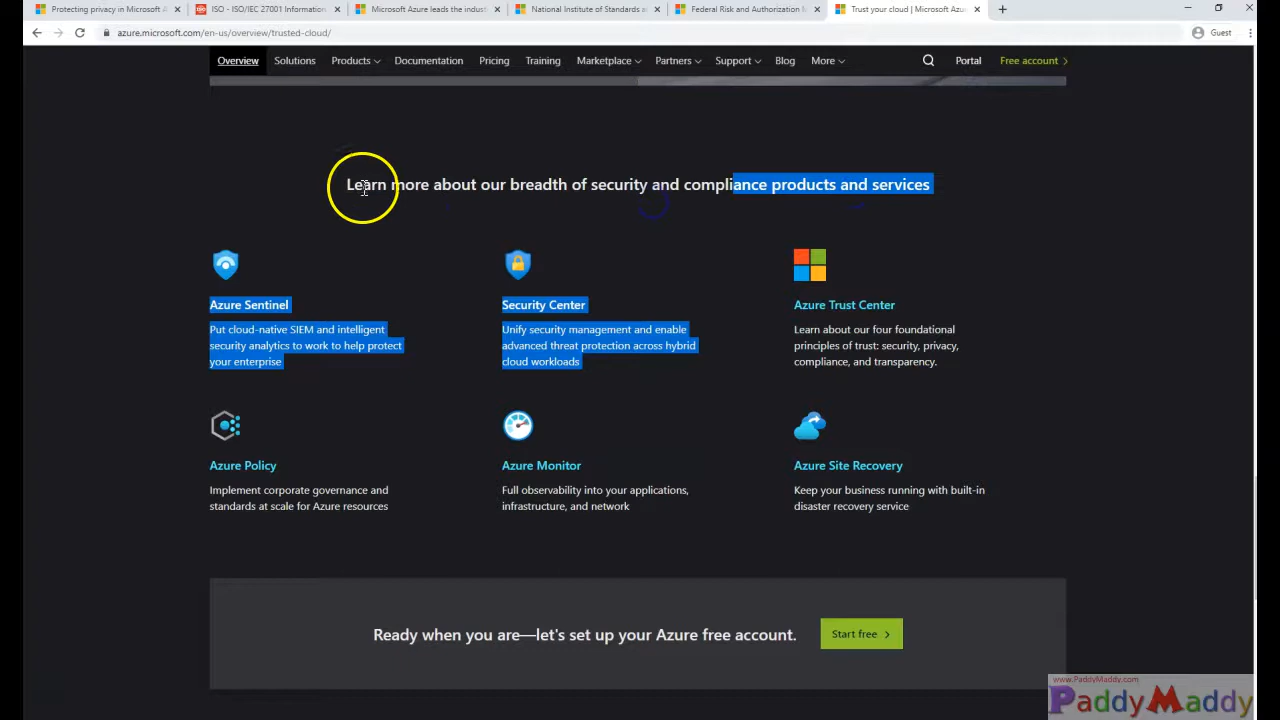 Protecting privacy in Microsoft A
ISO - ISO/IEC 27001 Information
Microsoft Azure leads the indust
National Institute of Standards a
Federal Risk and Authorization M
Trust your cloud | Microsoft Azu
azure.microsoft.com/en-us/overview/trusted-cloud/
Guest
Overview
Solutions
Products
Documentation
Pricing
Training
Marketplace
Partners
Support
Blog
More
Portal
Free account
Learn more about our breadth of security and compliance products and services
Azure Sentinel
Put cloud-native SIEM and intelligent
security analytics to work to help protect
your enterprise
Security Center
Unify security management and enable
advanced threat protection across hybrid
cloud workloads
Azure Trust Center
Learn about our four foundational
principles of trust: security, privacy,
compliance, and transparency.
Azure Policy
Implement corporate governance and
standards at scale for Azure resources
Azure Monitor
Full observability into your applications,
infrastructure, and network
Azure Site Recovery
Keep your business running with built-in
disaster recovery service
Ready when you are—let's set up your Azure free account.
Start free
www.PaddyMaddy.com
PaddyMaddy